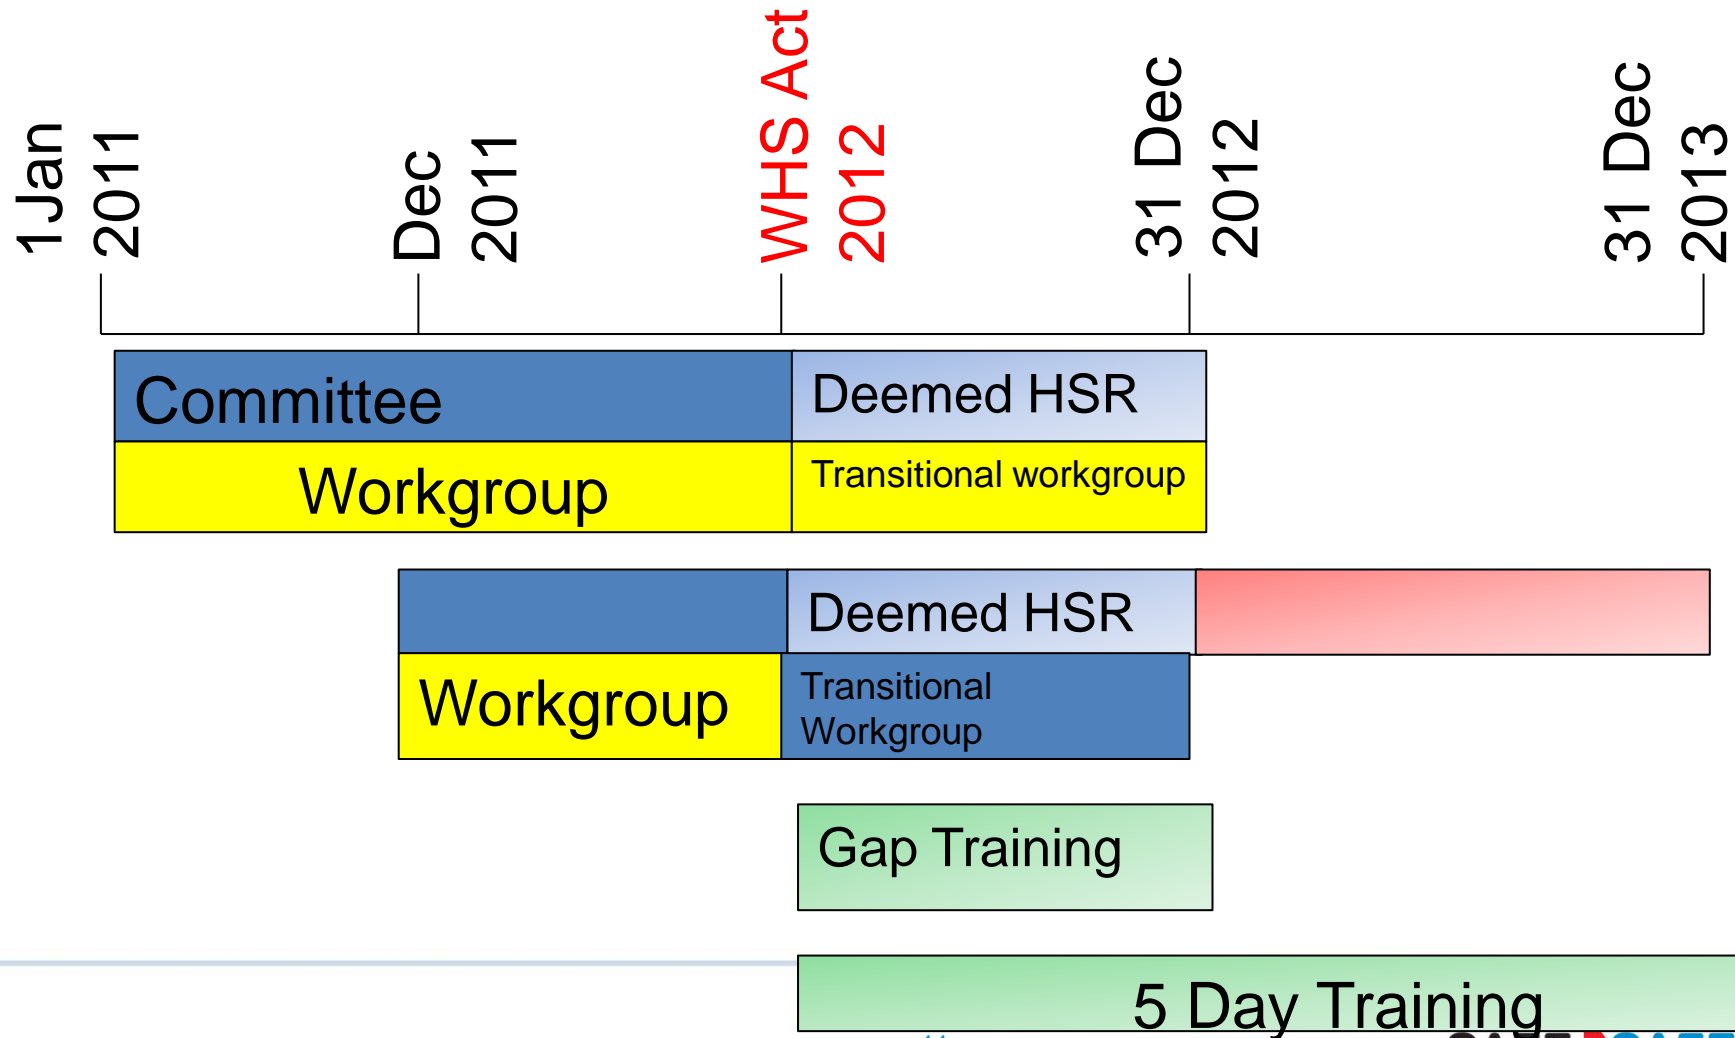 1Jan
2011
Dec
2011
WHS Act
2012
31 Dec
2012
31 Dec
2013
Committee
Deemed HSR
Workgroup
Transitional workgroup
Deemed HSR
Workgroup
Transitional
Workgroup
Gap Training
5 Day Training